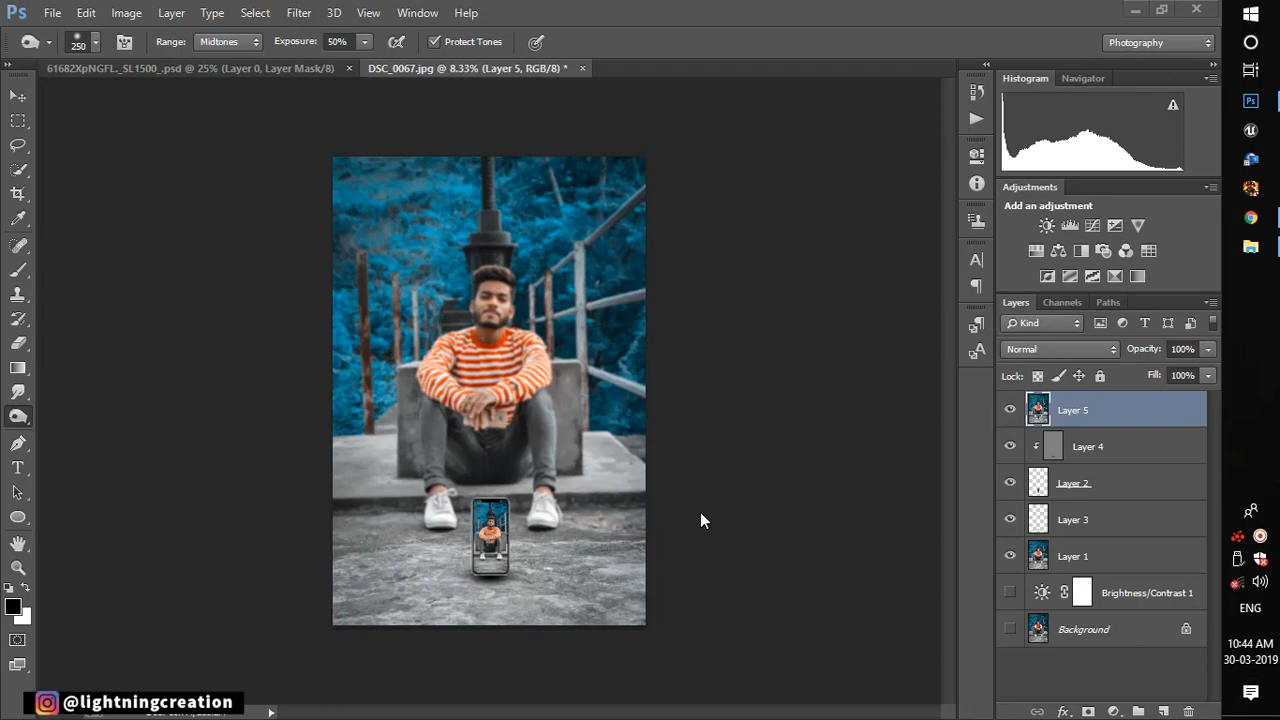 Ps File Edit Image Layer Type Select Filter 3D View Window Help
250 Range: Midtones Exposure: 50% Protect Tones Photography
61682XpNGFL._SL1500_.psd @ 25% (Layer 0, Layer Mask/8) × DSC_0067.jpg @ 8.33% (Layer 5, RGB/8) * ×
Histogram Navigator
Adjustments
Add an adjustment
Layers Channels Paths
Kind
Normal Opacity: 100%
Lock: Fill: 100%
Layer 5
Layer 4
Layer 2
Layer 3
Layer 1
Brightness/Contrast 1
Background
ENG
10:44 AM
30-03-2019
@lightningcreation